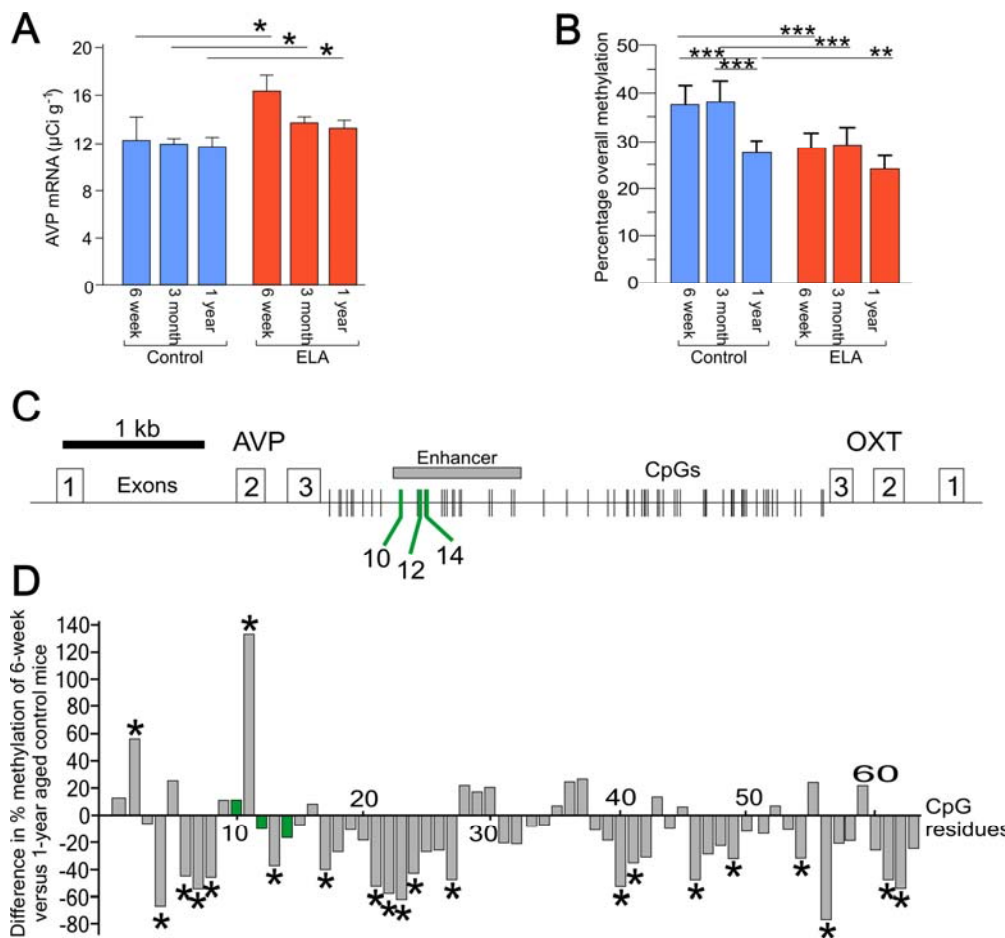 A
AVP mRNA (µCi g⁻¹)
20
16
12
8
4
0
*
*
*
6 week
3 month
1 year
6 week
3 month
1 year
Control
ELA
B
Percentage overall methylation
50
40
30
20
10
0
***
***
***
***
**
6 week
3 month
1 year
6 week
3 month
1 year
Control
ELA
C
1 kb
AVP
Enhancer
OXT
1
Exons
2
3
CpGs
3
2
1
10
12
14
D
Difference in % methylation of 6-week
versus 1-year aged control mice
140
120
100
80
60
40
20
0
-20
-40
-60
-80
10
20
30
40
50
60
CpG
residues
* * * * * * * * * * * * * * * * * * * * * *